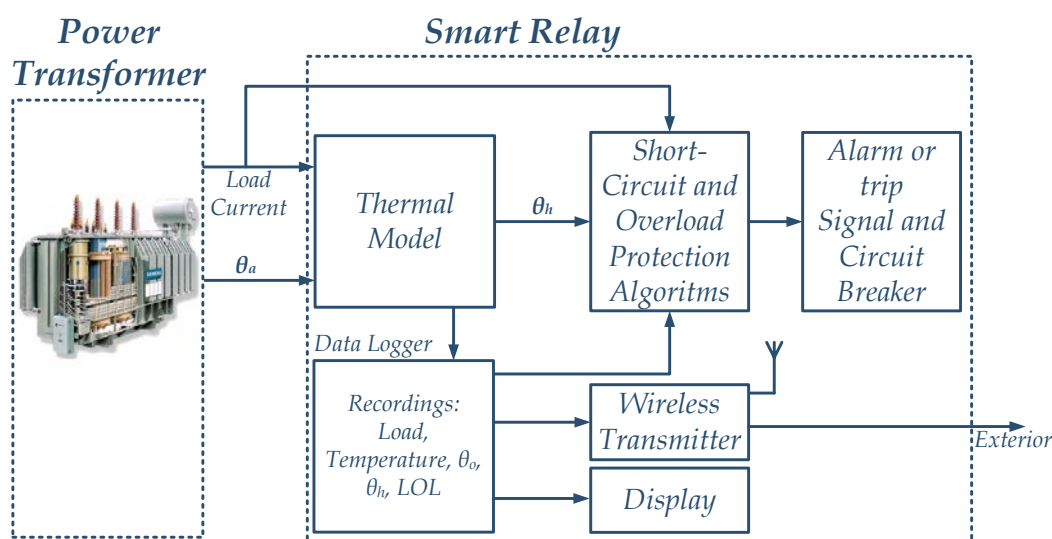 Power
Transformer
Smart Relay
Load
Current
θa
Thermal
Model
θh
Short-
Circuit and
Overload
Protection
Algoritms
Alarm or
trip
Signal and
Circuit
Breaker
Data Logger
Recordings:
Load,
Temperature, θo,
θh, LOL
Wireless
Transmitter
Exterior
Display